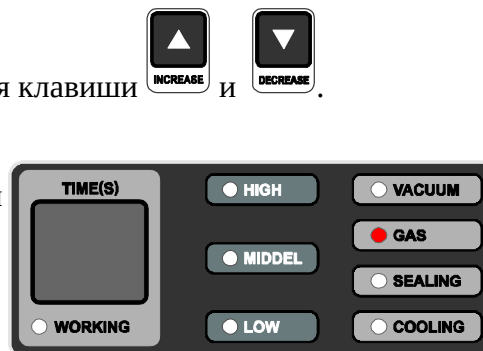 INCREASE DECREASE
я клавиши и .
TIME(S) HIGH VACUUM
GAS
MIDDEL
SEALING
WORKING LOW COOLING